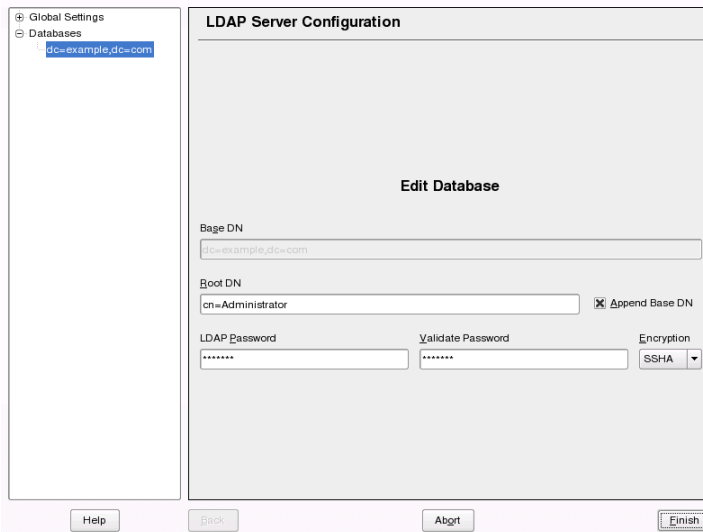 Global Settings
Databases
dc=example,dc=com
LDAP Server Configuration
Edit Database
Base DN
dc=example,dc=com
Root DN
cn=Administrator
Append Base DN
LDAP Password
Validate Password
Encryption
*******
*******
SSHA
Help
Back
Abort
Finish